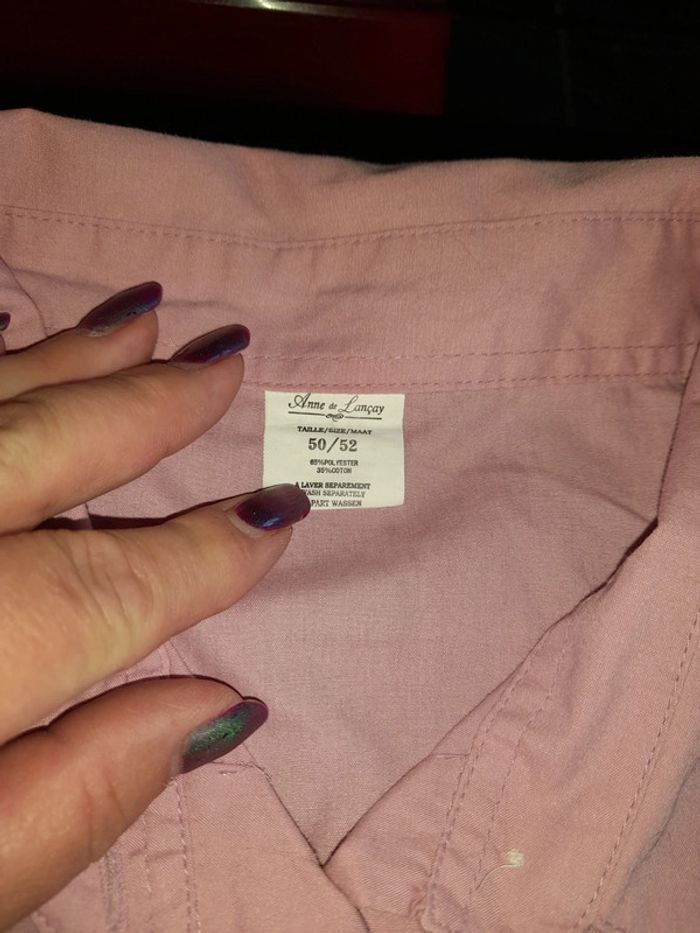 Anne de Lançay
TAILLE/SIZE/MAAT
50/52
65%POLYESTER
35%COTON
A LAVER SEPAREMENT
WASH SEPARATELY
APART WASSEN